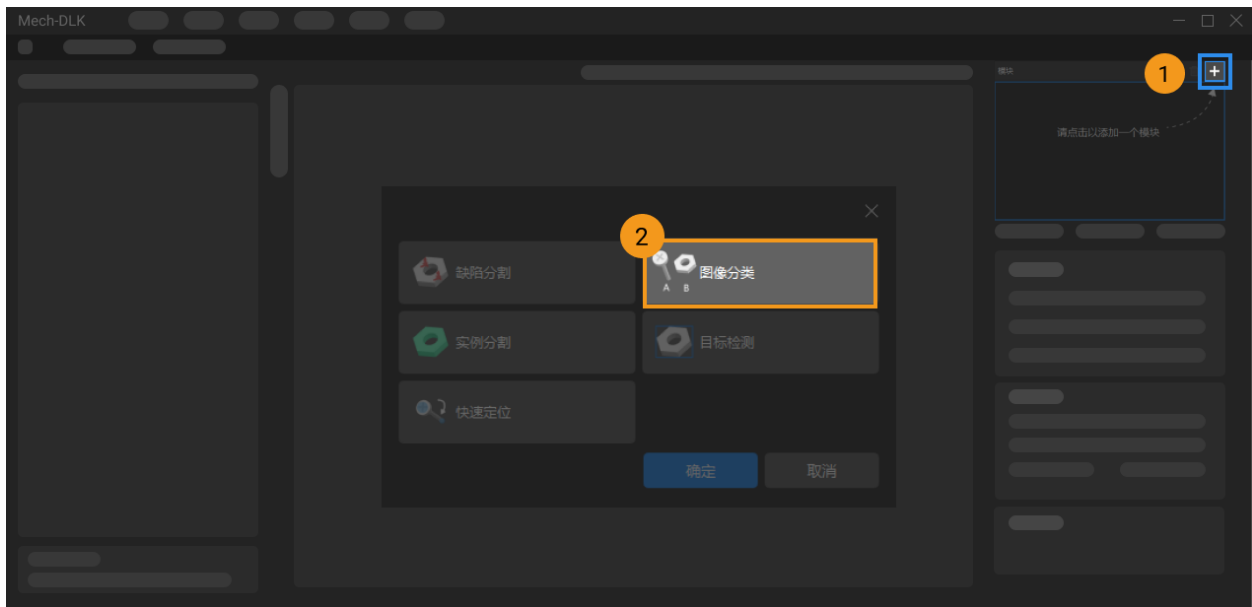 Mech-DLK
模块
1
请点击以添加一个模块
2
缺陷分割
A B
图像分类
实例分割
目标检测
快速定位
确定
取消